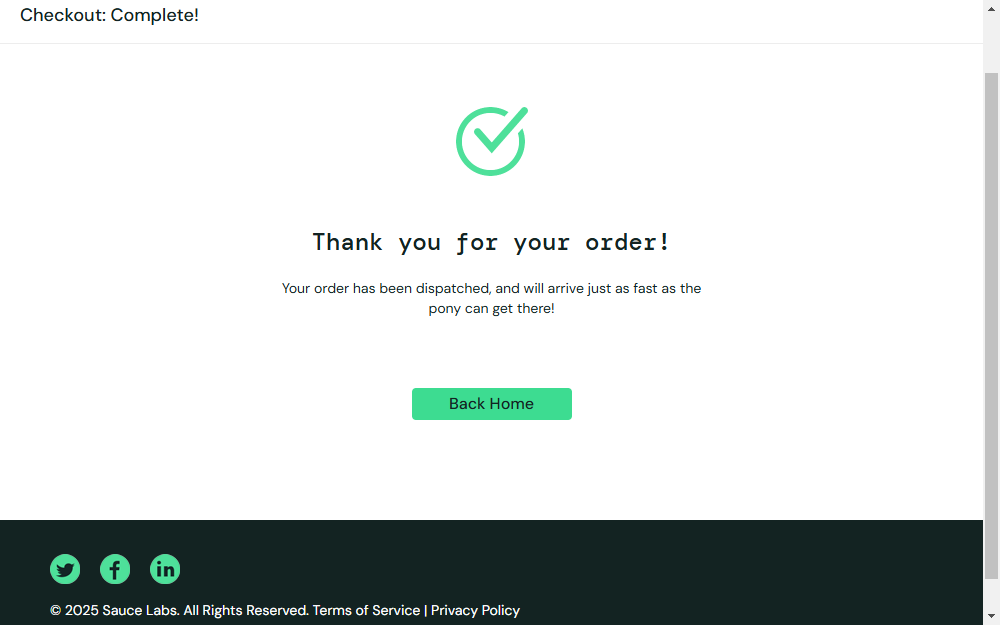 Checkout: Complete!
Thank you for your order!
Your order has been dispatched, and will arrive just as fast as the
pony can get there!
Back Home
© 2025 Sauce Labs. All Rights Reserved. Terms of Service | Privacy Policy